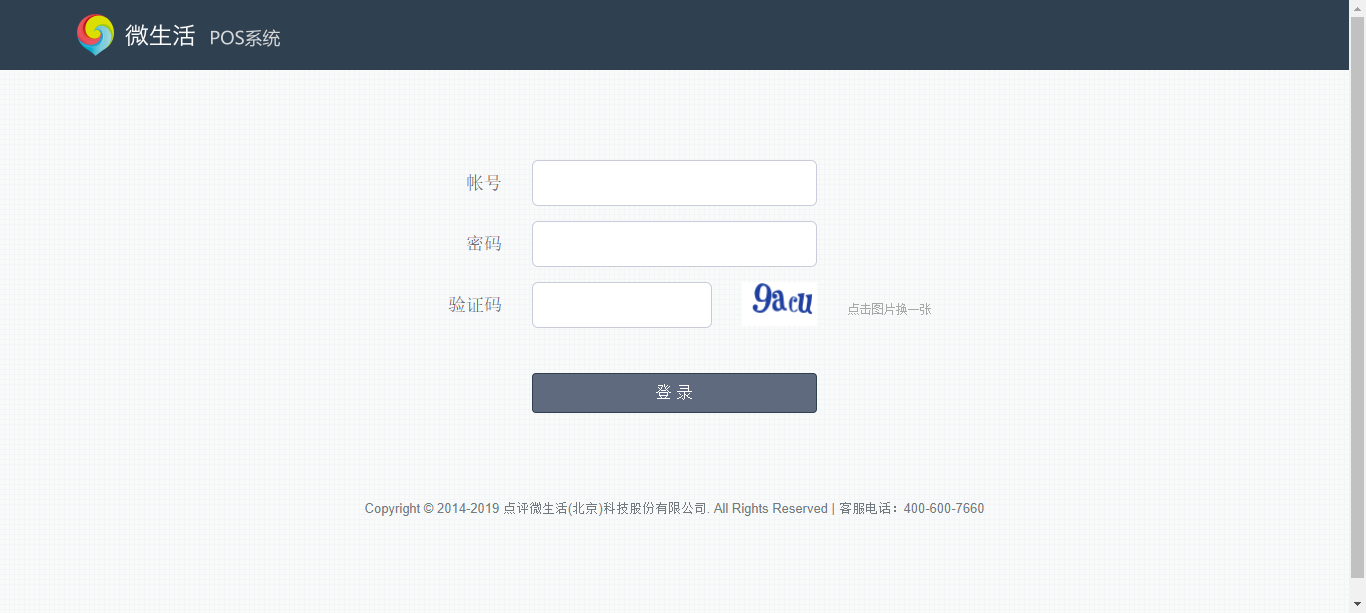 微生活 POS系统
帐号
密码
验证码 9acu 点击图片换一张
登 录
Copyright © 2014-2019 点评微生活(北京)科技股份有限公司. All Rights Reserved | 客服电话：400-600-7660